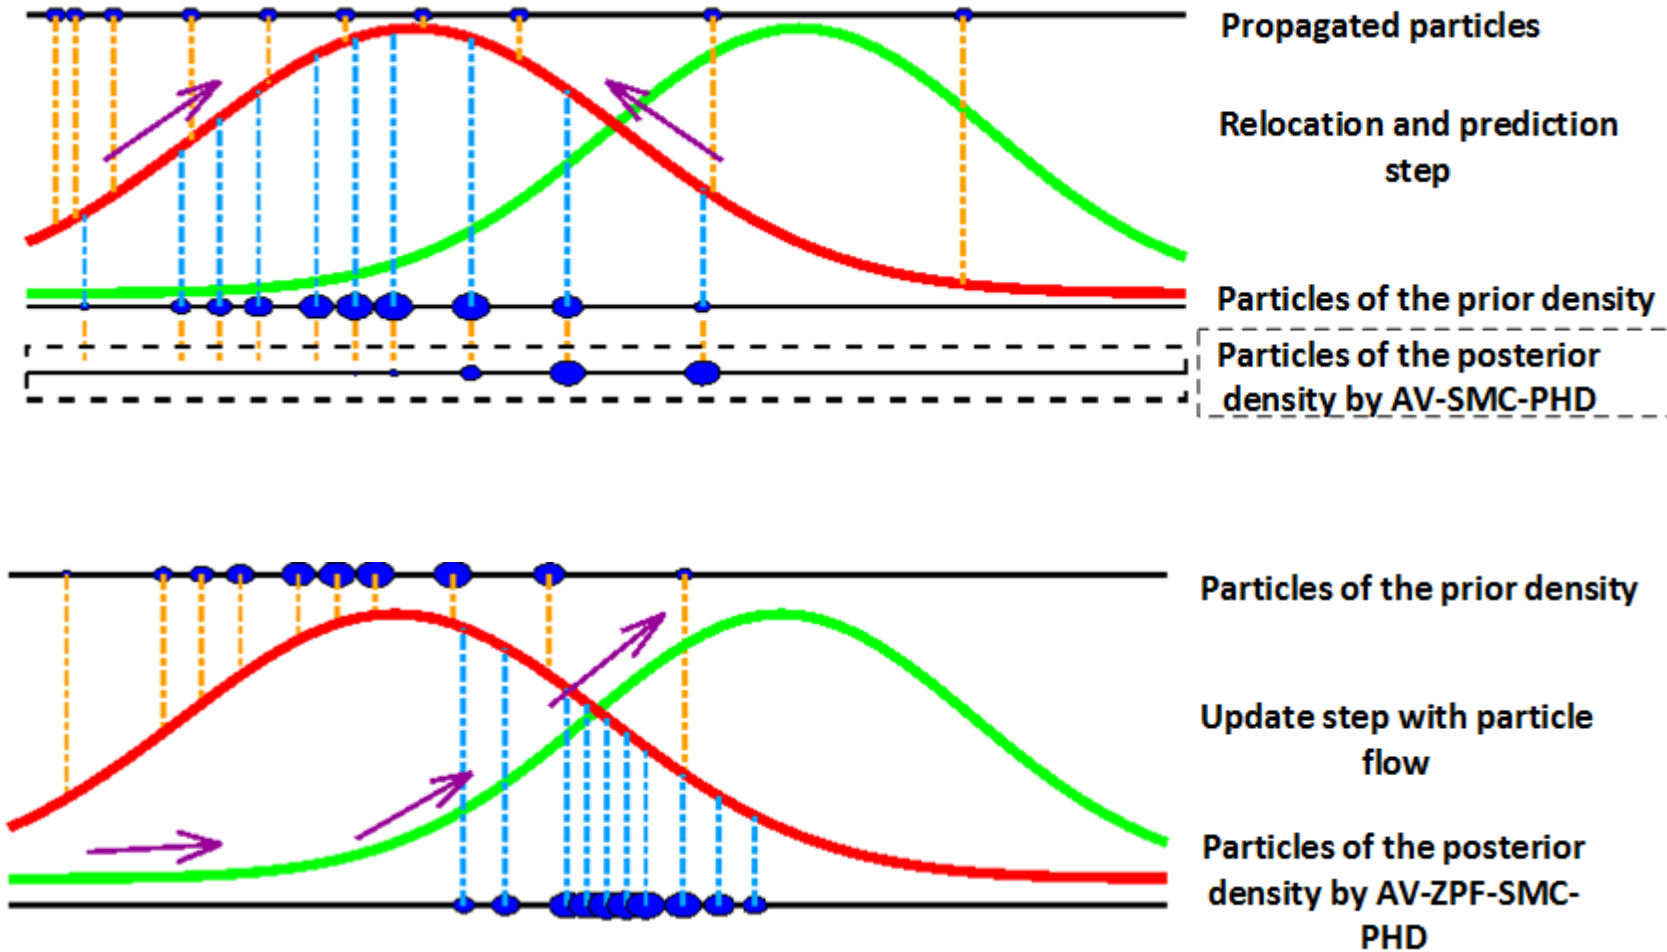 Propagated particles
Relocation and prediction
step
Particles of the prior density
Particles of the posterior
density by AV-SMC-PHD
Particles of the prior density
Update step with particle
flow
Particles of the posterior
density by AV-ZPF-SMC-
PHD